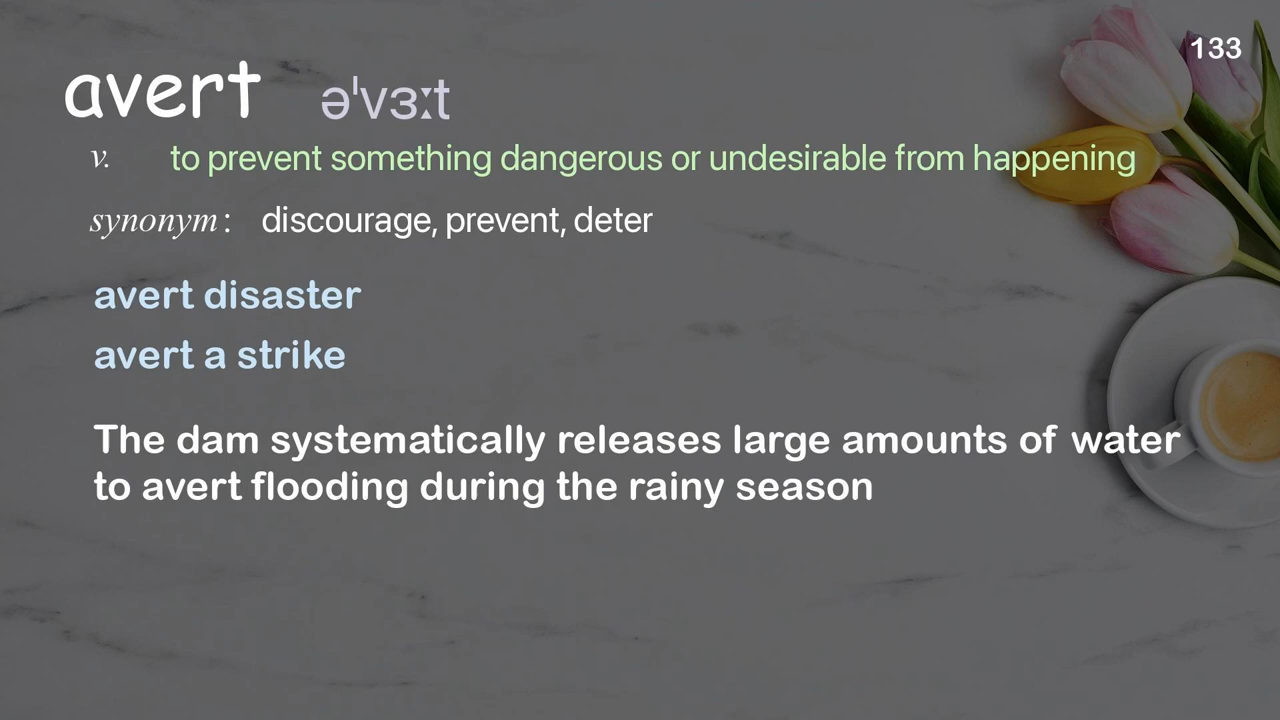 133
avert əˈvɜːt
v. to prevent something dangerous or undesirable from happening
synonym: discourage, prevent, deter
avert disaster
avert a strike
The dam systematically releases large amounts of water
to avert flooding during the rainy season